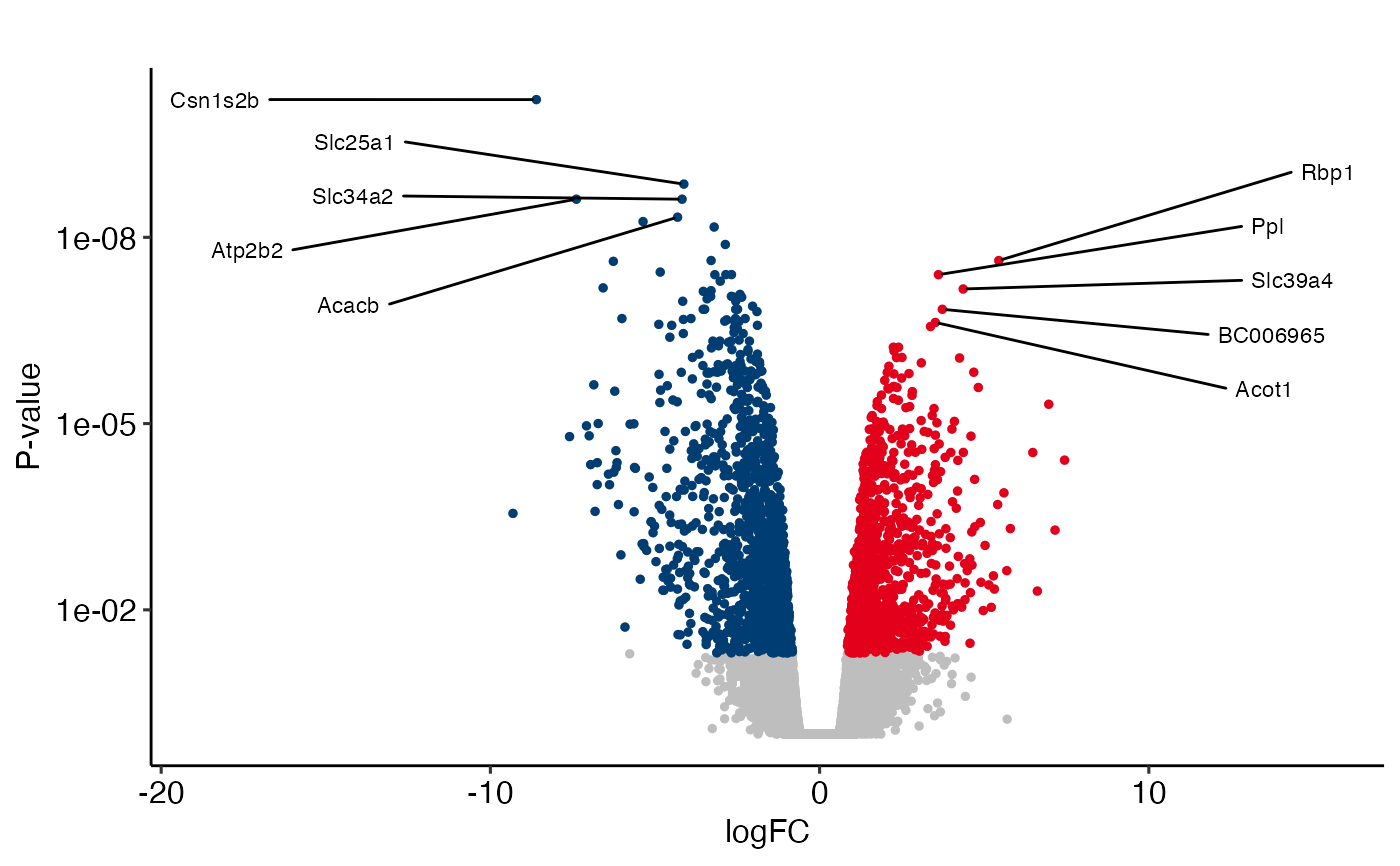 Csn1s2b
Slc25a1
Rbp1
Slc34a2
Ppl
1e-08
Atp2b2
Slc39a4
Acacb
BC006965
Acot1
P-value
1e-05
1e-02
-20
-10
0
10
logFC